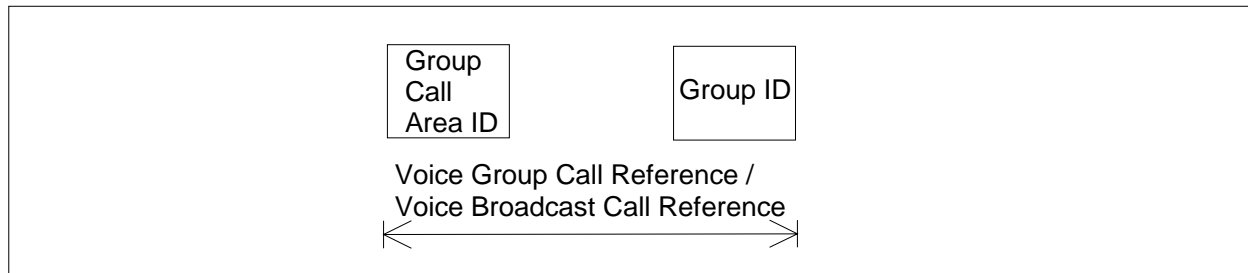 Group
Call
Area ID
Group ID
Voice Group Call Reference /
Voice Broadcast Call Reference